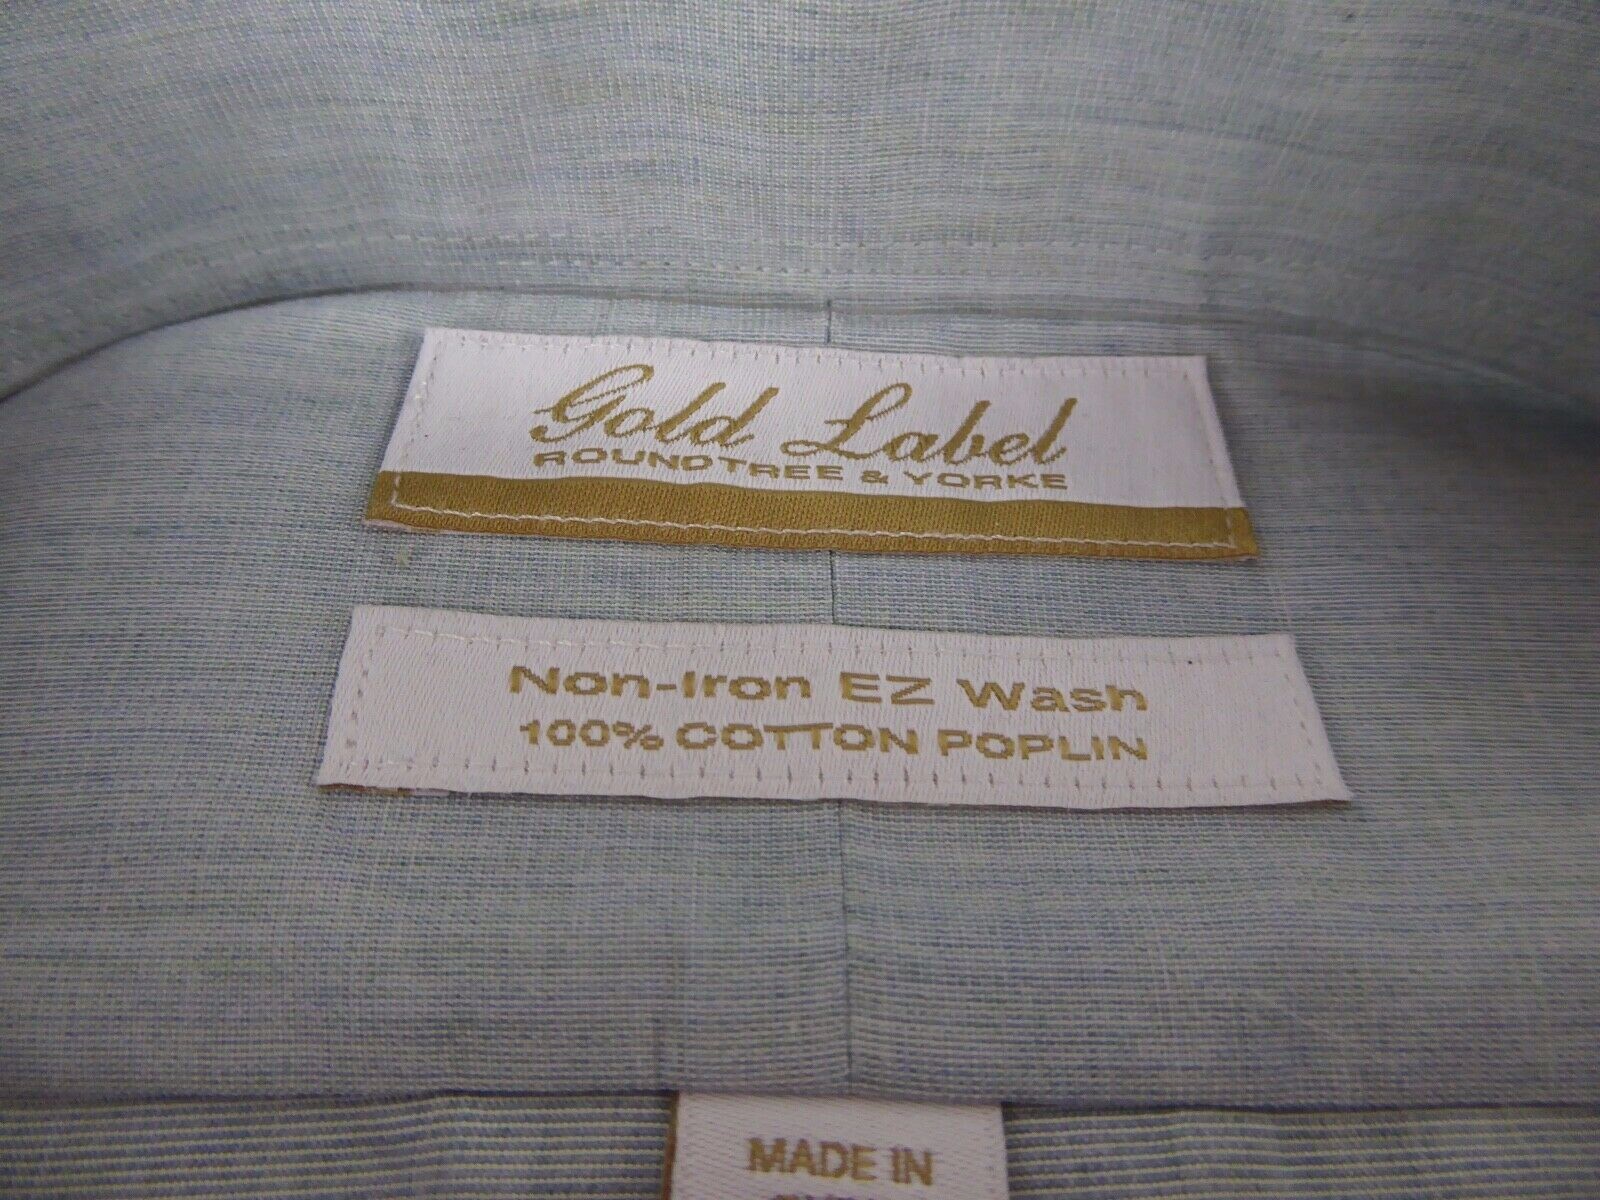 Gold Label
ROUNDTREE & YORKE
Non-Iron EZ Wash
100% COTTON POPLIN
MADE IN